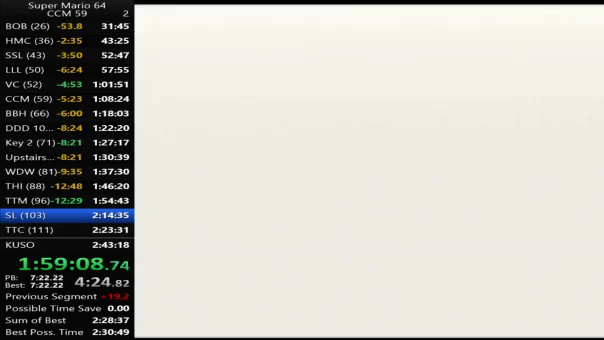 Super Mario 64
CCM 59 2
BOB (26) -53.8 31:45
HMC (36) -2:35 43:25
SSL (43) -3:50 52:47
LLL (50) -6:24 57:55
VC (52) -4:53 1:01:51
CCM (59) -5:23 1:08:24
BBH (66) -6:00 1:18:03
DDD 10... -8:24 1:22:20
Key 2 (71) -8:21 1:27:17
Upstairs... -8:21 1:30:39
WDW (81) -9:35 1:37:30
THI (88) -12:48 1:46:20
TTM (96) -12:29 1:54:43
SL (103) 2:14:35
TTC (111) 2:23:31
KUSO 2:43:18
1:59:08.74
PB: 7:22.22 4:24.82
Best: 7:22.22
Previous Segment +19.2
Possible Time Save 0.00
Sum of Best 2:28:37
Best Poss. Time 2:30:49